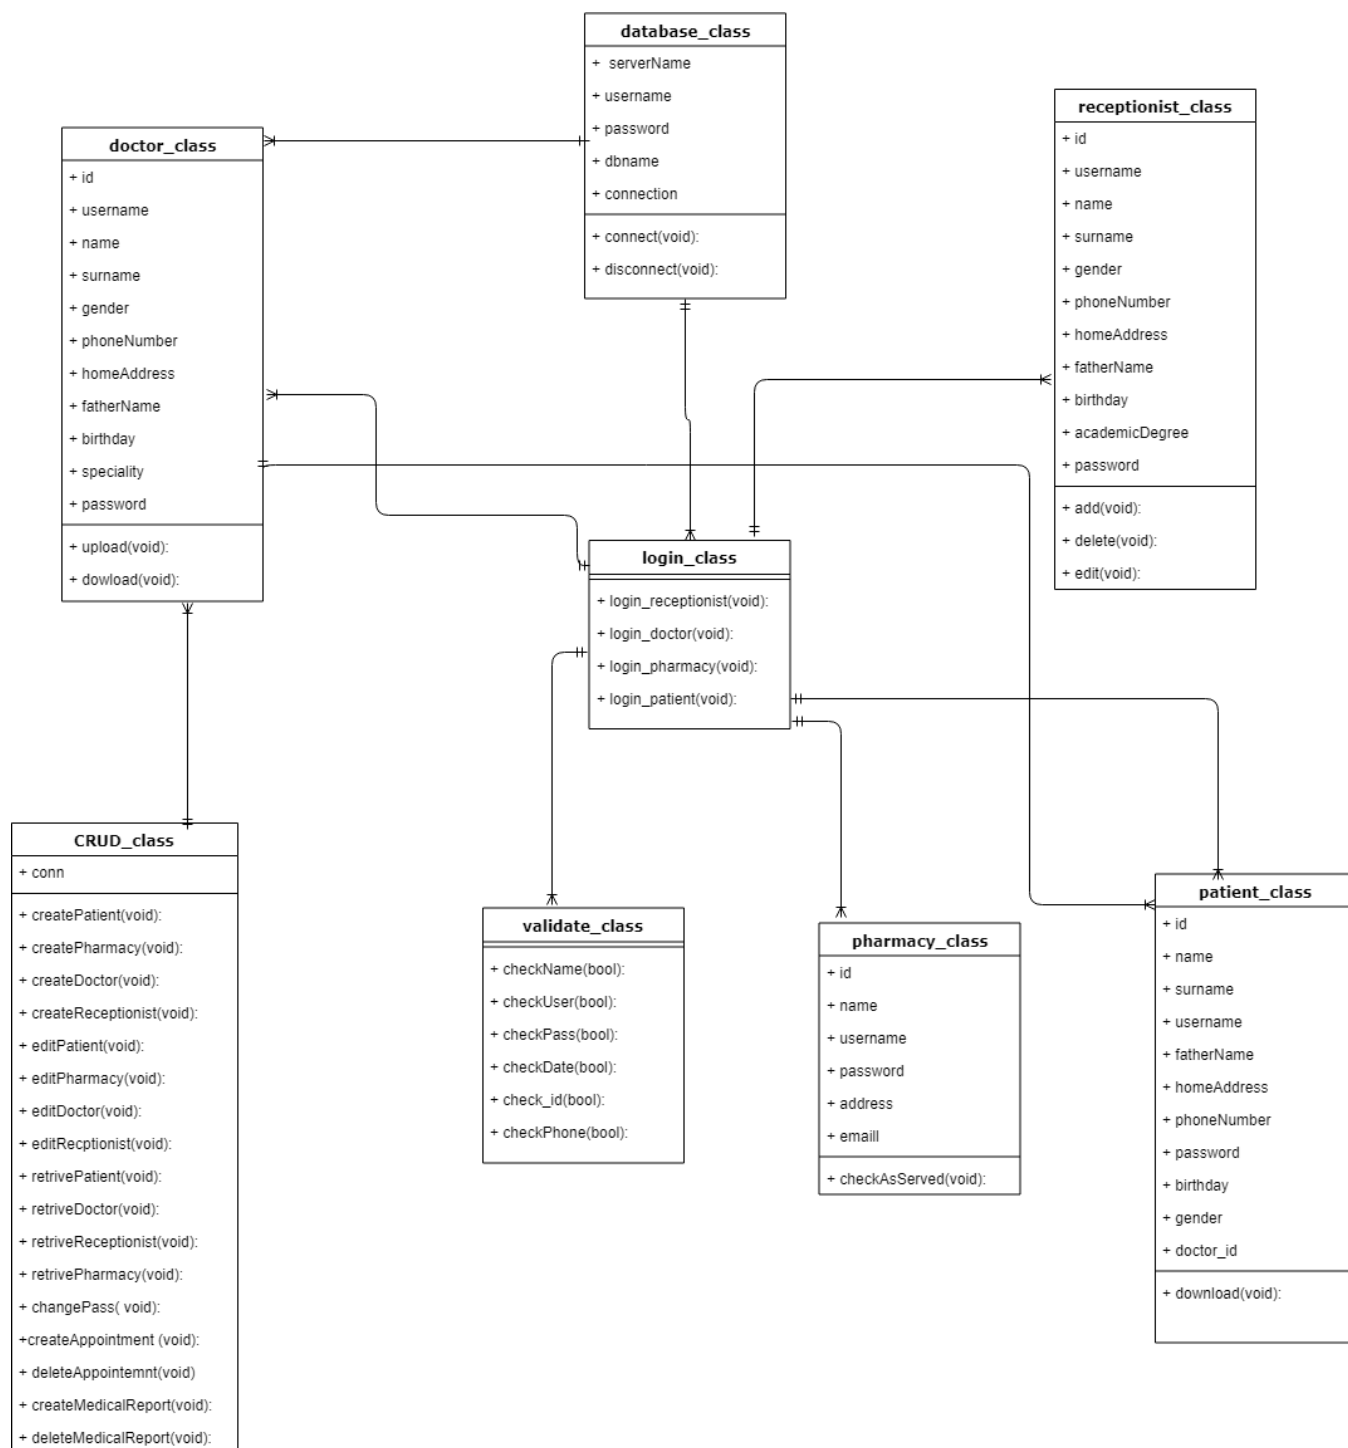 database_class
+ serverName
+ username
+ password
+ dbname
+ connection
+ connect(void):
+ disconnect(void):
receptionist_class
+ id
+ username
+ name
+ surname
+ gender
+ phoneNumber
+ homeAddress
+ fatherName
+ birthday
+ academicDegree
+ password
+ add(void):
+ delete(void):
+ edit(void):
doctor_class
+ id
+ username
+ name
+ surname
+ gender
+ phoneNumber
+ homeAddress
+ fatherName
+ birthday
+ speciality
+ password
+ upload(void):
+ dowload(void):
login_class
+ login_receptionist(void):
+ login_doctor(void):
+ login_pharmacy(void):
+ login_patient(void):
CRUD_class
+ conn
+ createPatient(void):
+ createPharmacy(void):
+ createDoctor(void):
+ createReceptionist(void):
+ editPatient(void):
+ editPharmacy(void):
+ editDoctor(void):
+ editRecptionist(void):
+ retrivePatient(void):
+ retriveDoctor(void):
+ retriveReceptionist(void):
+ retrivePharmacy(void):
+ changePass( void):
+createAppointment (void):
+ deleteAppointemnt(void)
+ createMedicalReport(void):
+ deleteMedicalReport(void):
validate_class
+ checkName(bool):
+ checkUser(bool):
+ checkPass(bool):
+ checkDate(bool):
+ check_id(bool):
+ checkPhone(bool):
pharmacy_class
+ id
+ name
+ username
+ password
+ address
+ emaill
+ checkAsServed(void):
patient_class
+ id
+ name
+ surname
+ username
+ fatherName
+ homeAddress
+ phoneNumber
+ password
+ birthday
+ gender
+ doctor_id
+ download(void):